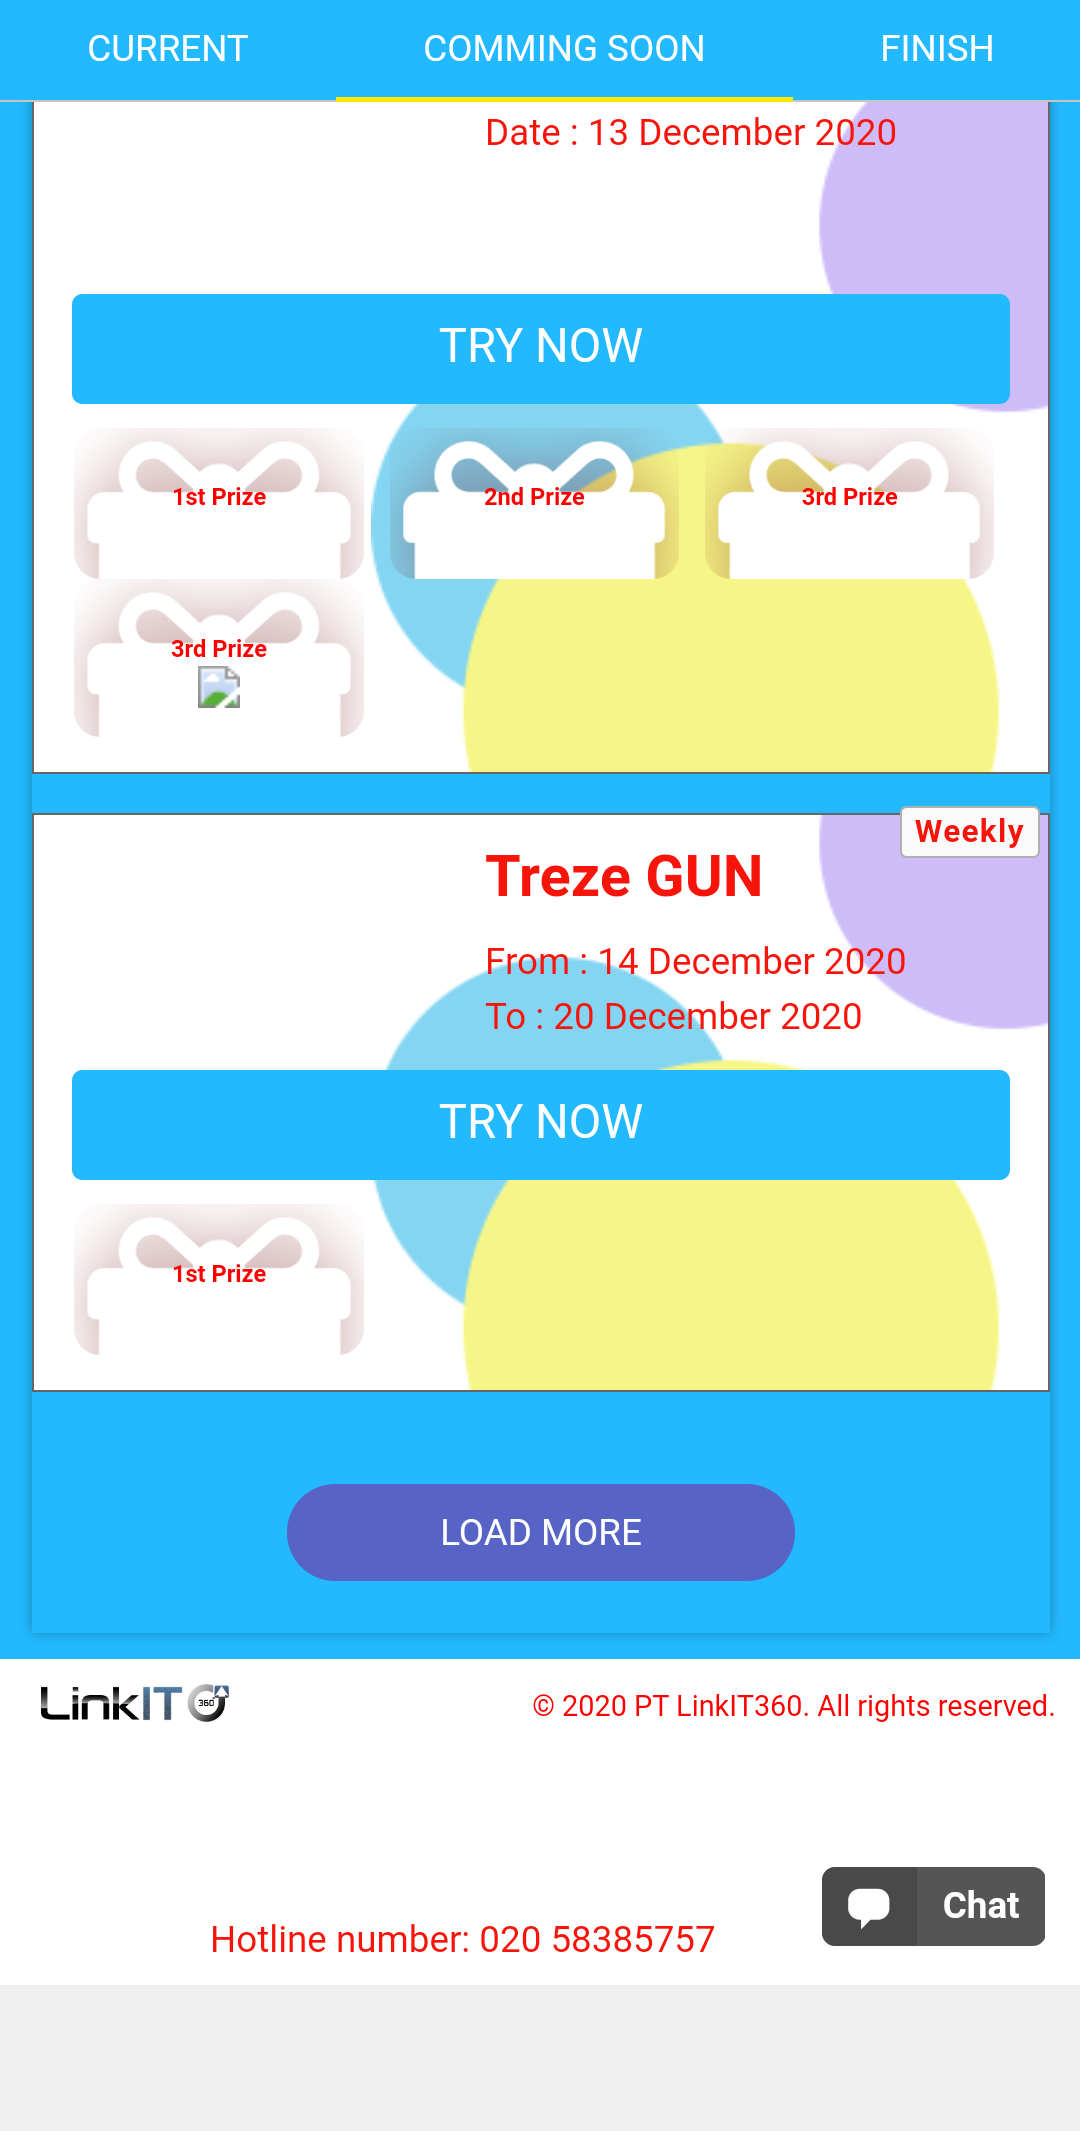 CURRENT COMMING SOON FINISH
Date : 13 December 2020
TRY NOW
1st Prize 2nd Prize 3rd Prize
3rd Prize
Weekly
Treze GUN
From : 14 December 2020
To : 20 December 2020
TRY NOW
1st Prize
LOAD MORE
LinkIT 360 © 2020 PT LinkIT360. All rights reserved.
Chat
Hotline number: 020 58385757